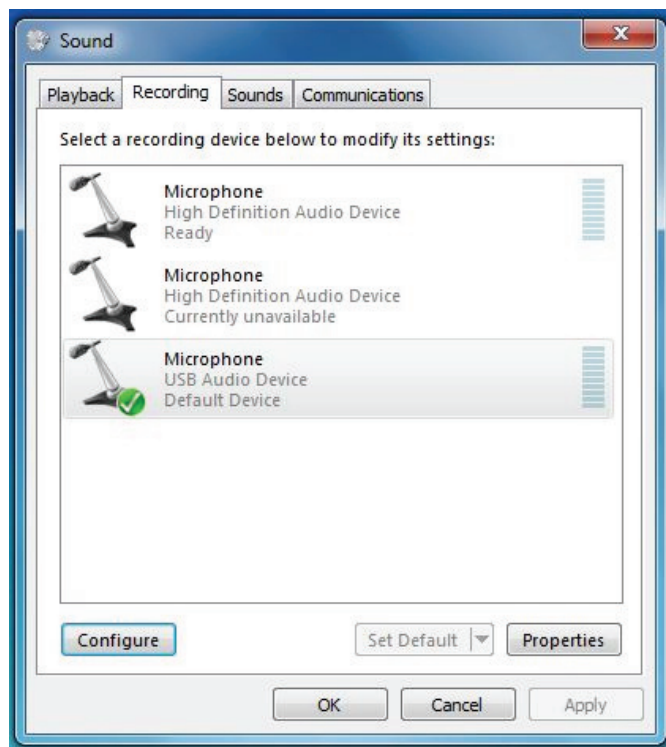 Sound
Playback Recording Sounds Communications
Select a recording device below to modify its settings:
Microphone
High Definition Audio Device
Ready
Microphone
High Definition Audio Device
Currently unavailable
Microphone
USB Audio Device
Default Device
Configure Set Default Properties
OK Cancel Apply